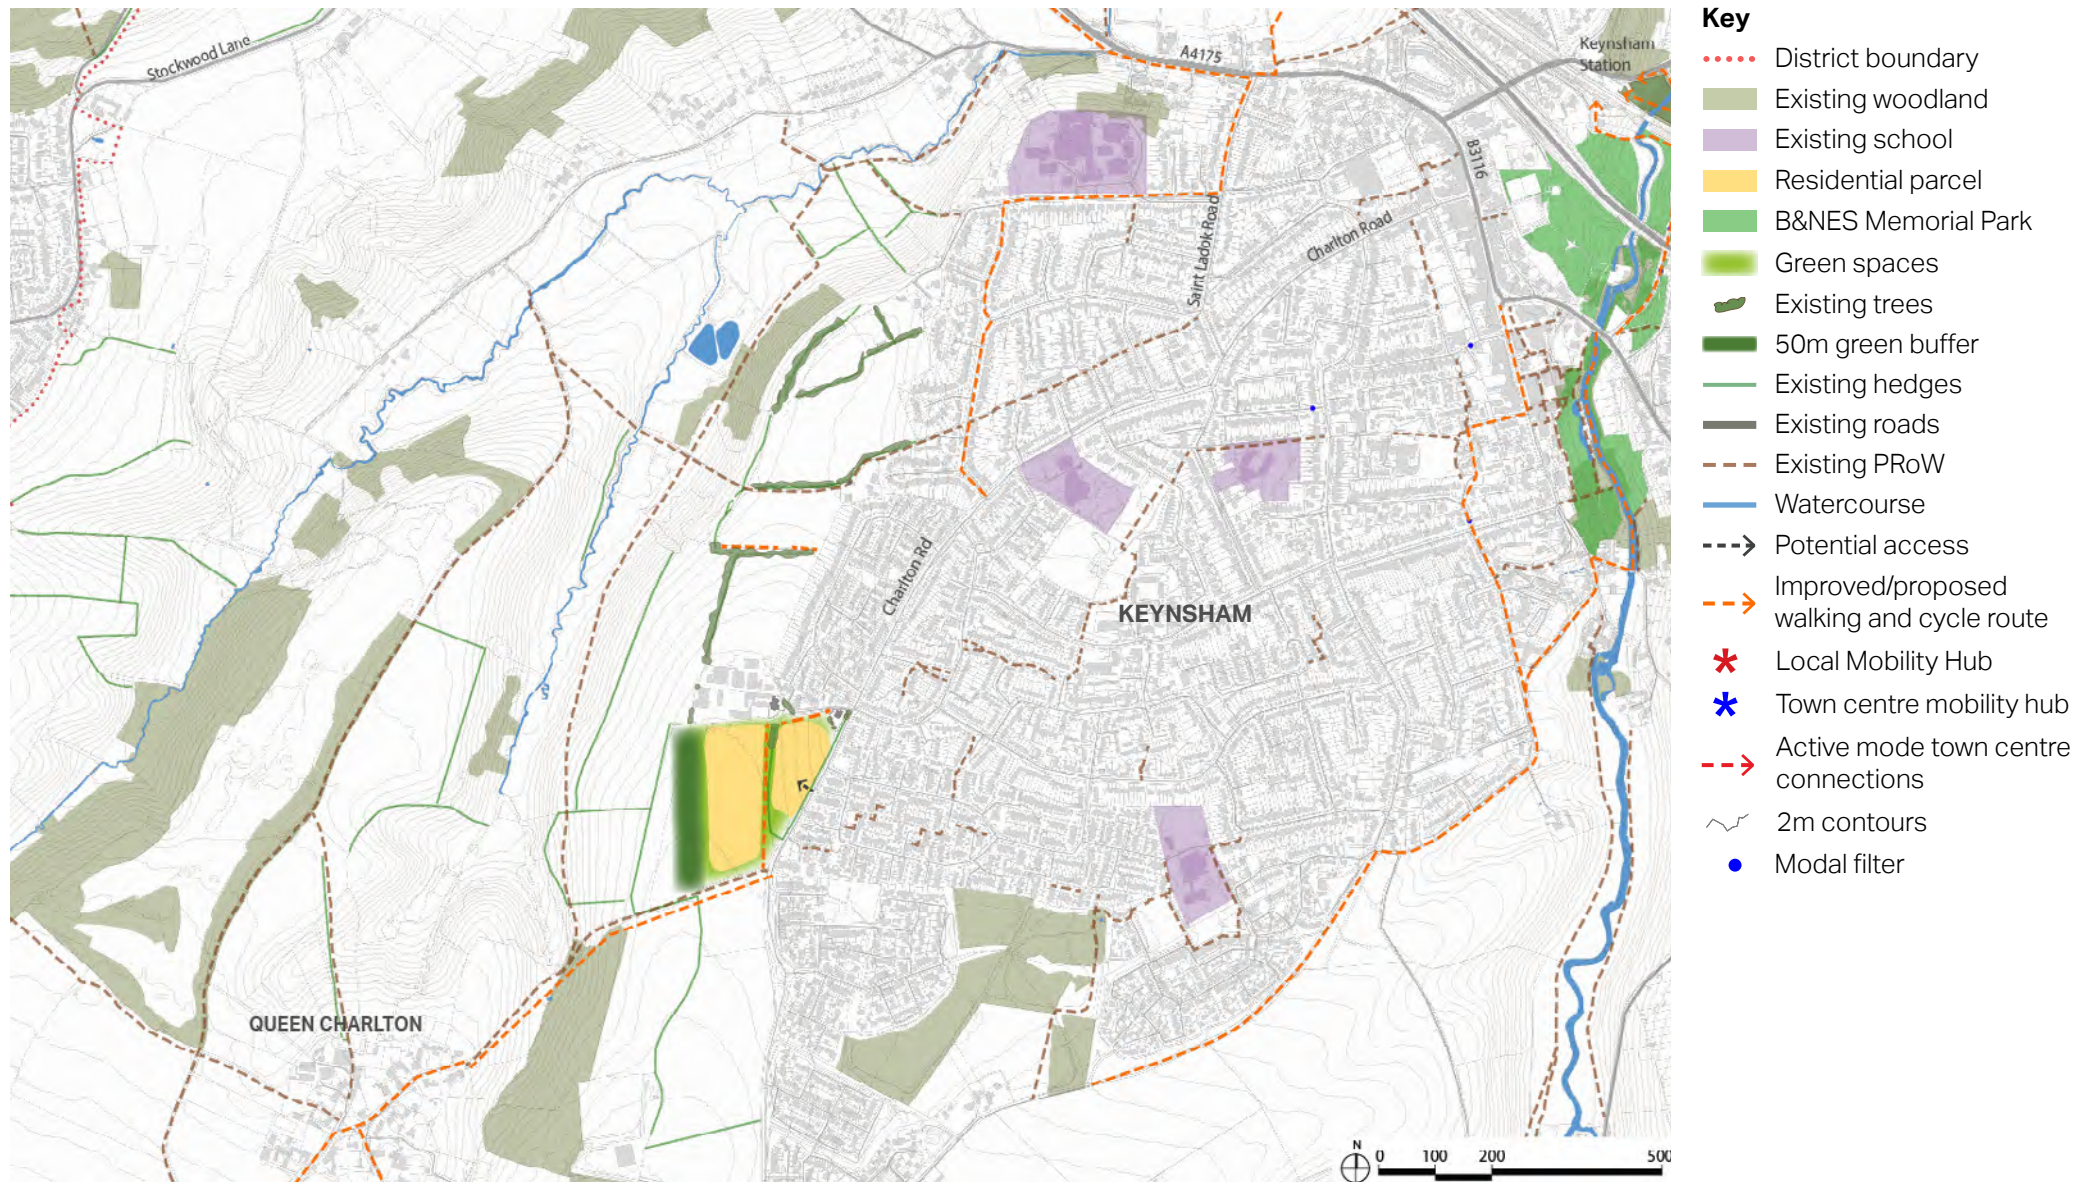 Stockwood Lane
A4175
Keynsham
Station
B3116
Saint Ladok Road
Charlton Road
Charlton Rd
KEYNSHAM
QUEEN CHARLTON
N
0 100 200 500
Key
District boundary
Existing woodland
Existing school
Residential parcel
B&NES Memorial Park
Green spaces
Existing trees
50m green buffer
Existing hedges
Existing roads
Existing PRoW
Watercourse
Potential access
Improved/proposed
walking and cycle route
Local Mobility Hub
Town centre mobility hub
Active mode town centre
connections
2m contours
Modal filter